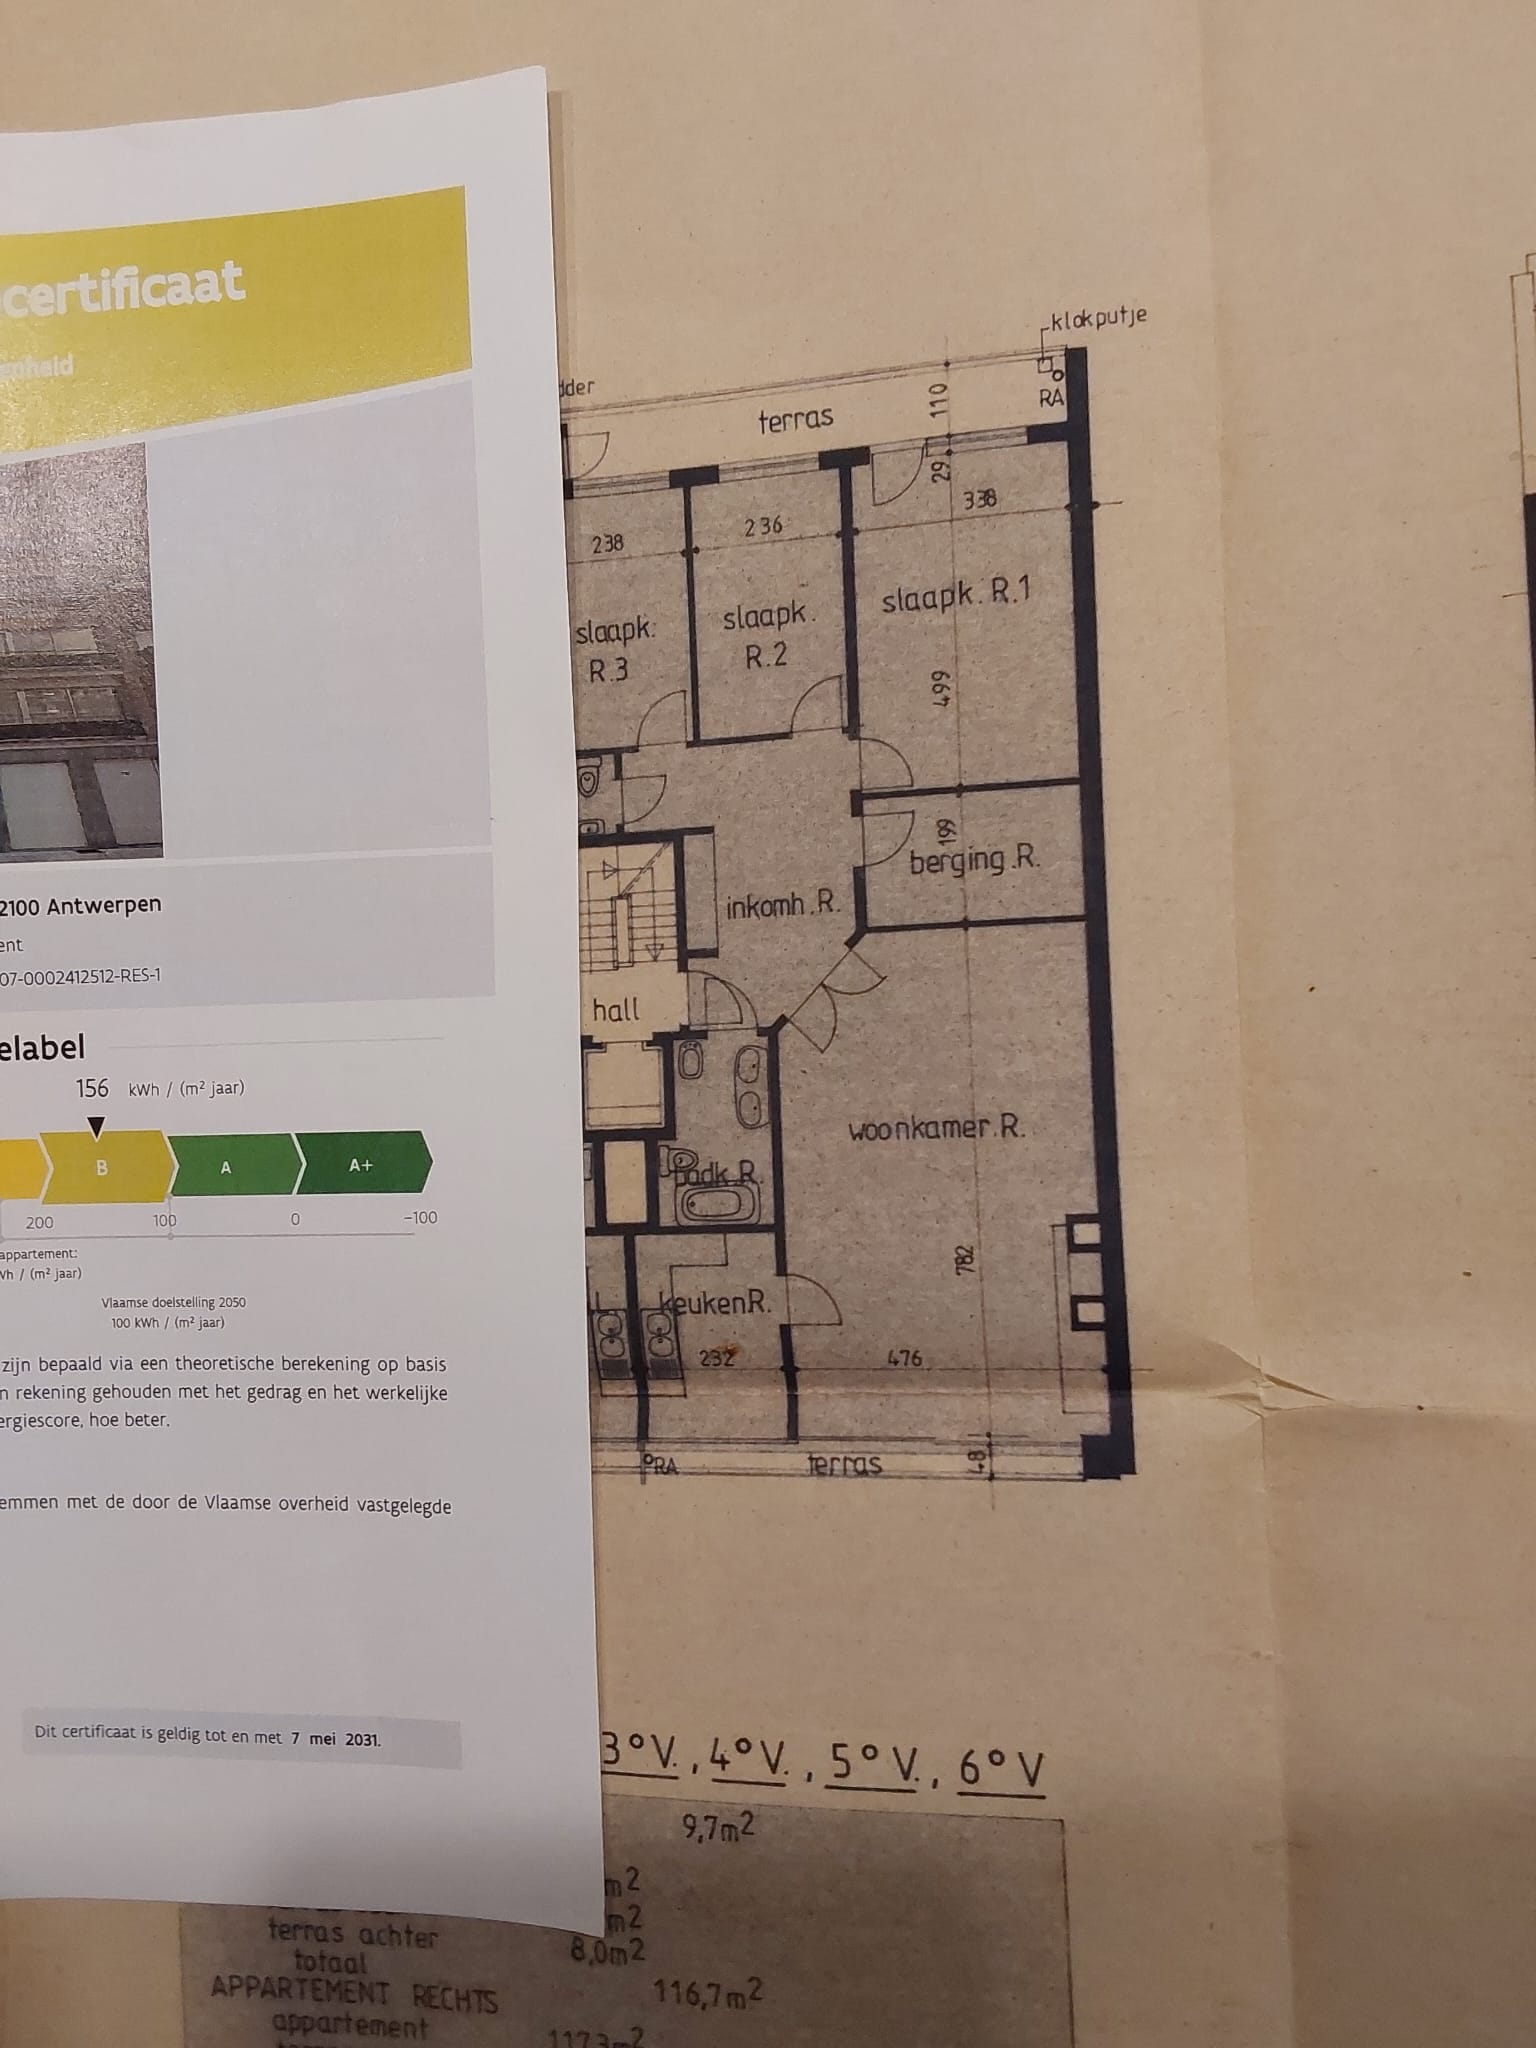 certificaat
enheid
2100 Antwerpen
ent
07-0002412512-RES-1
elabel
156 kWh / (m² jaar)
B A A+
200 100 0 −100
appartement:
Wh / (m² jaar)
Vlaamse doelstelling 2050
100 kWh / (m² jaar)
zijn bepaald via een theoretische berekening op basis
n rekening gehouden met het gedrag en het werkelijke
ergiescore, hoe beter.
emmen met de door de Vlaamse overheid vastgelegde
Dit certificaat is geldig tot en met 7 mei 2031.
klokputje
dder
terras
110
RA
29
238
236
338
slaapk.
R.3
slaapk.
R.2
slaapk. R.1
499
199
berging.R.
inkomh.R.
hall
woonkamer.R.
badk.R.
782
L.
keukenR.
232
476
RA
terras
48
3°V., 4°V., 5°V., 6°V
9,7m2
m2
m2
terras achter 8,0m2
totaal
116,7m2
APPARTEMENT RECHTS
appartement 117,3m2